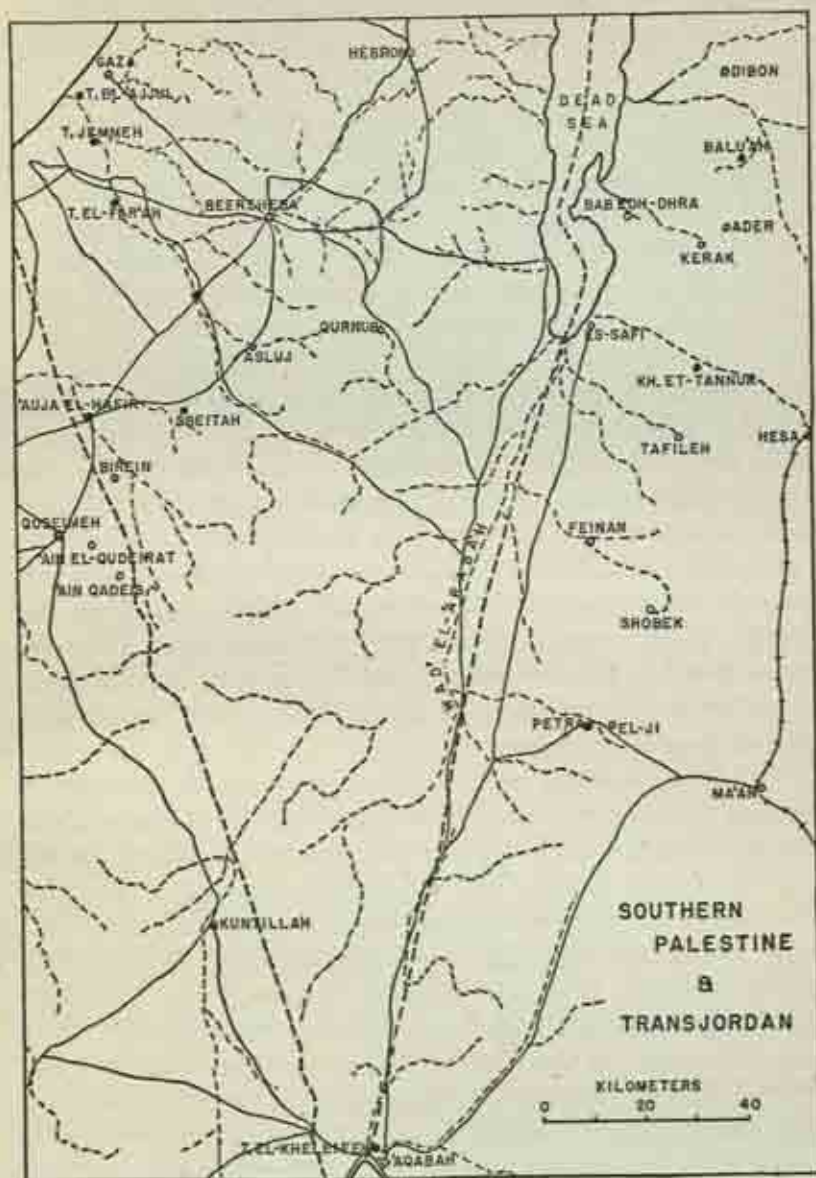 HEBRON
GAZA
T. EL-'AJJUL
T. JEMMEH
T. EL-FAR'AH
BEERSHEBA
DEAD
SEA
DIBON
BALU'AH
BAB EDH-DHRA
ADER
KERAK
QURNUB
ASLUJ
ES-SAFI
KH. ET-TANNUR
'AUJA EL-HAFIR
SBEITAH
TAFILEH
HESA
BIREIN
QUSEIMEH
'AIN EL-QUDEIRAT
'AIN QADEIS
FEINAN
SHOBEK
WADI EL-ARABAH
PETRA
EL-JI
MA'AN
KUNTILLAH
SOUTHERN
PALESTINE
&
TRANSJORDAN
KILOMETERS
0 20 40
T. EL-KHELEIFEH
'AQABAH